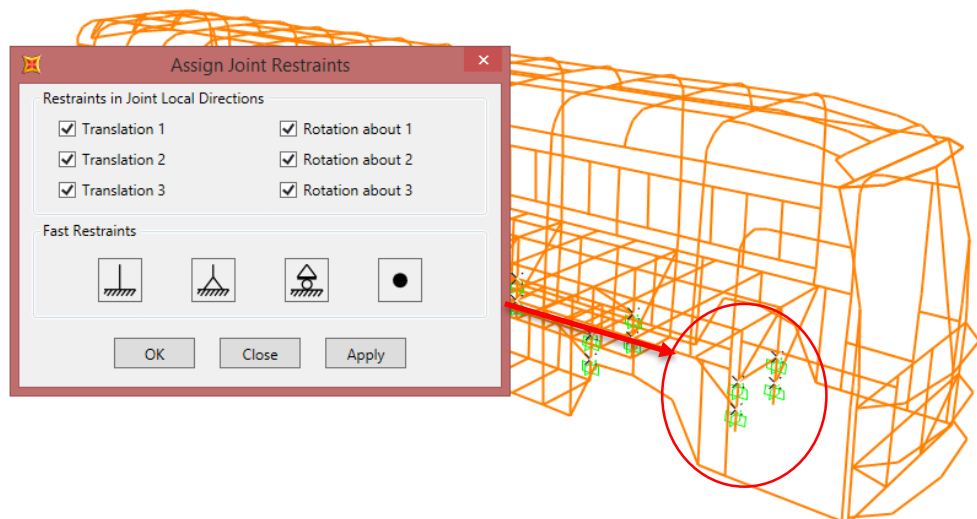 Assign Joint Restraints
Restraints in Joint Local Directions
Translation 1
Rotation about 1
Translation 2
Rotation about 2
Translation 3
Rotation about 3
Fast Restraints
OK
Close
Apply